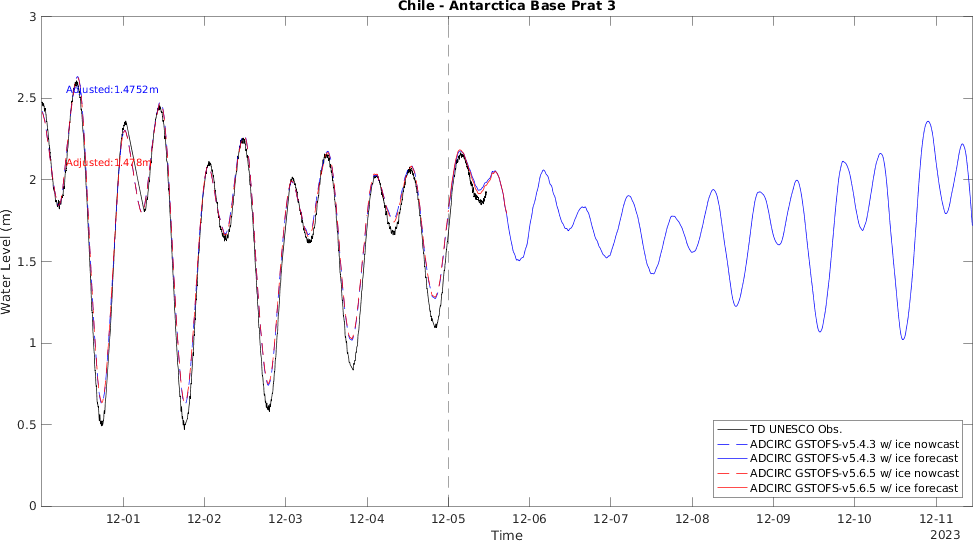 Chile - Antarctica Base Prat 3
3
2.5
2
1.5
1
0.5
0
Water Level (m)
Adjusted:1.4752m
Adjusted:1.478m
TD UNESCO Obs.
ADCIRC GSTOFS-v5.4.3 w/ ice nowcast
ADCIRC GSTOFS-v5.4.3 w/ ice forecast
ADCIRC GSTOFS-v5.6.5 w/ ice nowcast
ADCIRC GSTOFS-v5.6.5 w/ ice forecast
12-01 12-02 12-03 12-04 12-05 12-06 12-07 12-08 12-09 12-10 12-11
Time
2023